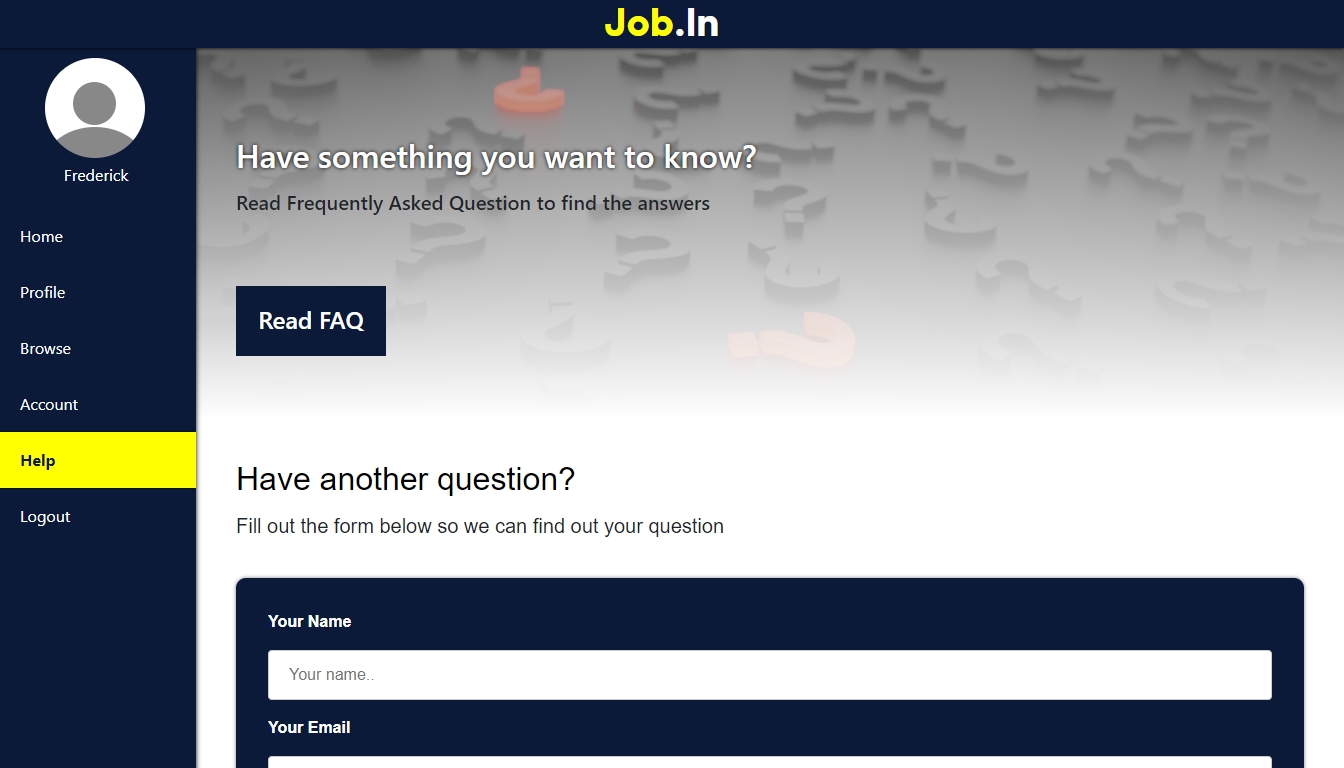 Job.In
Frederick
Home
Profile
Browse
Account
Help
Logout
Have something you want to know?
Read Frequently Asked Question to find the answers
Read FAQ
Have another question?
Fill out the form below so we can find out your question
Your Name
Your name..
Your Email